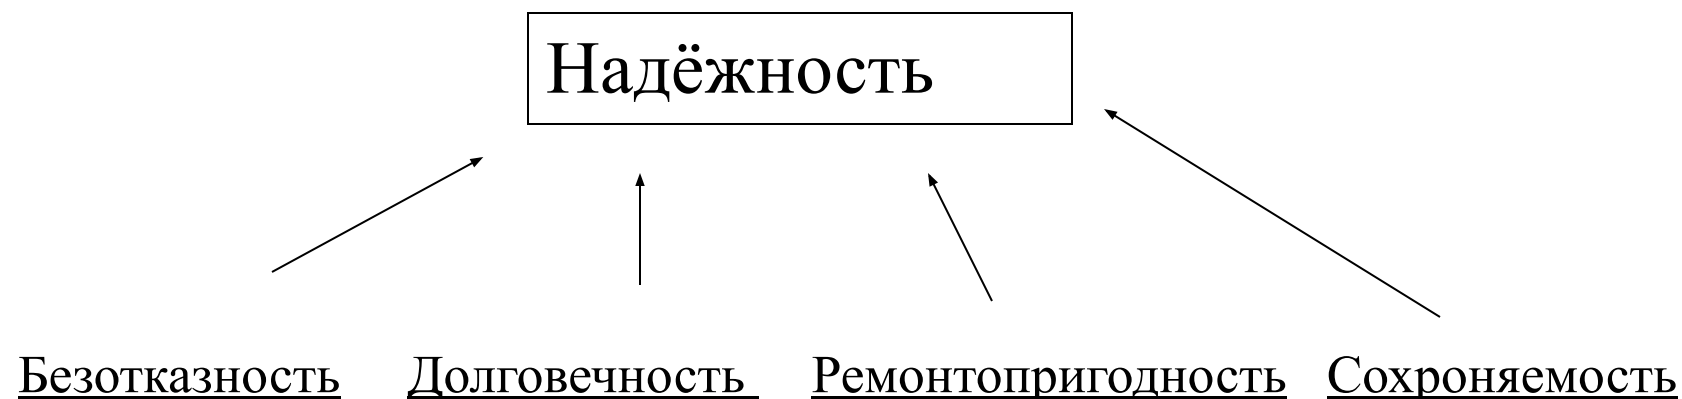 Надёжность
Безотказность Долговечность Ремонтопригодность Сохроняемость